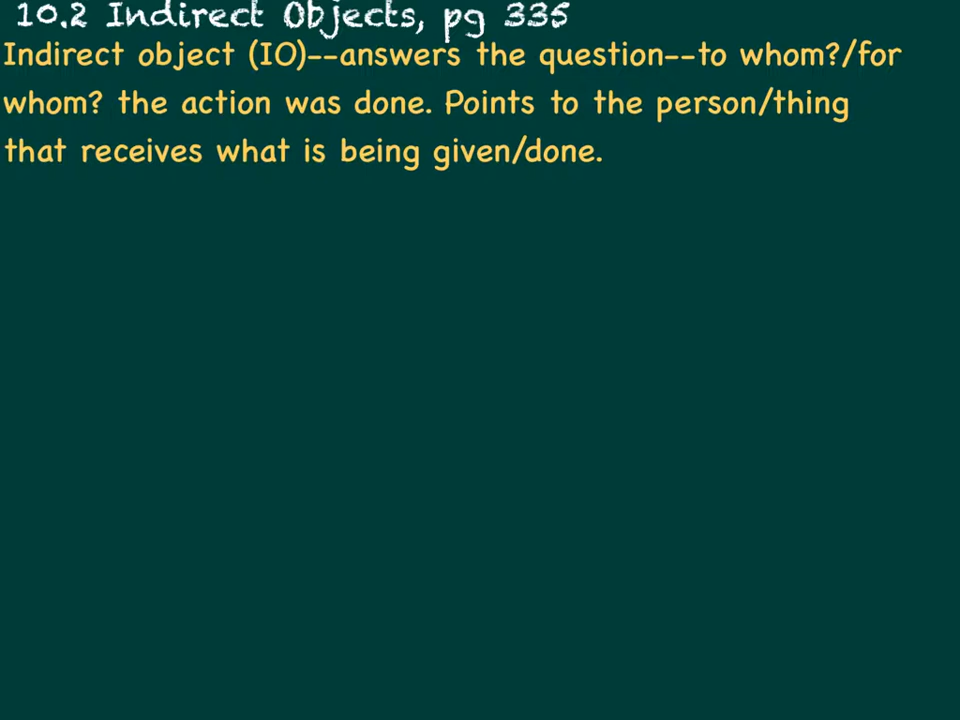 10.2 Indirect Objects, pg 335
Indirect object (IO)--answers the question--to whom?/for
whom? the action was done. Points to the person/thing
that receives what is being given/done.